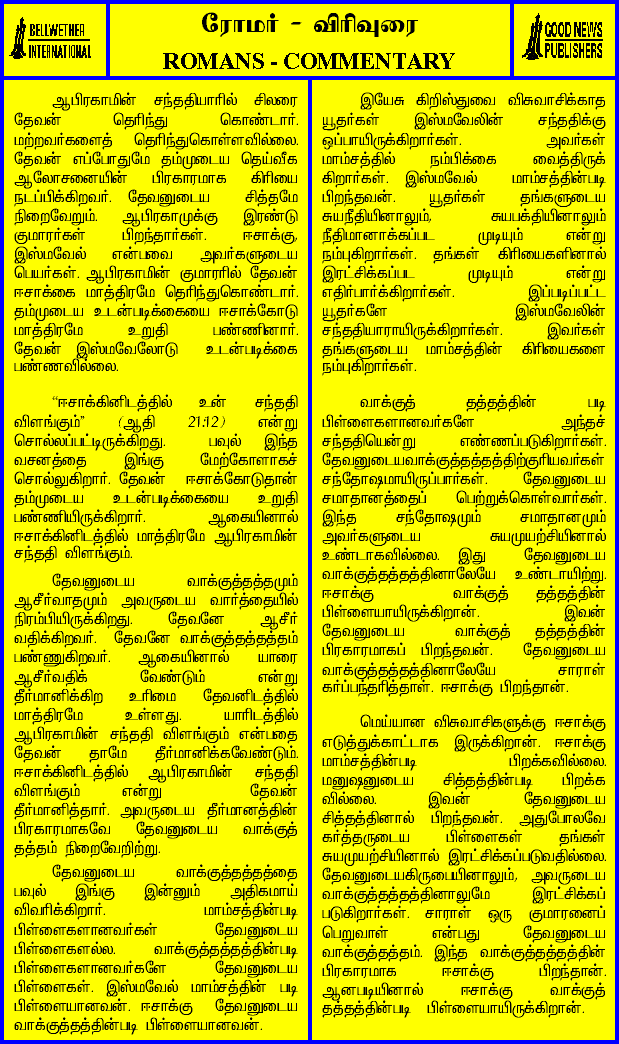 BELLWETHER
INTERNATIONAL
ரோமர் - விரிவுரை
ROMANS - COMMENTARY
GOOD NEWS
PUBLISHERS
ஆபிரகாமின் சந்ததியாரில் சிலரை
தேவன் தெரிந்து கொண்டார்.
மற்றவர்களைத் தெரிந்துகொள்ளவில்லை.
தேவன் எப்போதுமே தம்முடைய தெய்வீக
ஆலோசனையின் பிரகாரமாக கிரியை
நடப்பிக்கிறவர். தேவனுடைய சித்தமே
நிறைவேறும். ஆபிரகாமுக்கு இரண்டு
குமாரர்கள் பிறந்தார்கள். ஈசாக்கு,
இஸ்மவேல் என்பவை அவர்களுடைய
பெயர்கள். ஆபிரகாமின் குமாரரில் தேவன்
ஈசாக்கை மாத்திரமே தெரிந்துகொண்டார்.
தம்முடைய உடன்படிக்கையை ஈசாக்கோடு
மாத்திரமே உறுதி பண்ணினார்.
தேவன் இஸ்மவேலோடு உடன்படிக்கை
பண்ணவில்லை.
“ஈசாக்கினிடத்தில் உன் சந்ததி
விளங்கும்” (ஆதி 21:12) என்று
சொல்லப்பட்டிருக்கிறது. பவுல் இந்த
வசனத்தை இங்கு மேற்கோளாகச்
சொல்லுகிறார். தேவன் ஈசாக்கோடுதான்
தம்முடைய உடன்படிக்கையை உறுதி
பண்ணியிருக்கிறார். ஆகையினால்
ஈசாக்கினிடத்தில் மாத்திரமே ஆபிரகாமின்
சந்ததி விளங்கும்.
தேவனுடைய வாக்குத்தத்தமும்
ஆசீர்வாதமும் அவருடைய வார்த்தையில்
நிரம்பியிருக்கிறது. தேவனே ஆசீர்
வதிக்கிறவர். தேவனே வாக்குத்தத்தத்தம்
பண்ணுகிறவர். ஆகையினால் யாரை
ஆசீர்வதிக் வேண்டும் என்று
தீர்மானிக்கிற உரிமை தேவனிடத்தில்
மாத்திரமே உள்ளது. யாரிடத்தில்
ஆபிரகாமின் சந்ததி விளங்கும் என்பதை
தேவன் தாமே தீர்மானிக்கவேண்டும்.
ஈசாக்கினிடத்தில் ஆபிரகாமின் சந்ததி
விளங்கும் என்று தேவன்
தீர்மானித்தார். அவருடைய தீர்மானத்தின்
பிரகாரமாகவே தேவனுடைய வாக்குத்
தத்தம் நிறைவேறிற்று.
தேவனுடைய வாக்குத்தத்தத்தை
பவுல் இங்கு இன்னும் அதிகமாய்
விவரிக்கிறார். மாம்சத்தின்படி
பிள்ளைகளானவர்கள் தேவனுடைய
பிள்ளைகளல்ல. வாக்குத்தத்தத்தின்படி
பிள்ளைகளானவர்களே தேவனுடைய
பிள்ளைகள். இஸ்மவேல் மாம்சத்தின் படி
பிள்ளையானவன். ஈசாக்கு தேவனுடைய
வாக்குத்தத்தின்படி பிள்ளையானவன்.
இயேசு கிறிஸ்துவை விசுவாசிக்காத
யூதர்கள் இஸ்மவேலின் சந்ததிக்கு
ஒப்பாயிருக்கிறார்கள். அவர்கள்
மாம்சத்தில் நம்பிக்கை வைத்திருக்
கிறார்கள். இஸ்மவேல் மாம்சத்தின்படி
பிறந்தவன். யூதர்கள் தங்களுடைய
சுயநீதியினாலும், சுயபக்தியினாலும்
நீதிமானாக்கப்பட முடியும் என்று
நம்புகிறார்கள். தங்கள் கிரியைகளினால்
இரட்சிக்கப்பட முடியும் என்று
எதிர்பார்க்கிறார்கள். இப்படிப்பட்ட
யூதர்களே இஸ்மவேலின்
சந்ததியாராயிருக்கிறார்கள். இவர்கள்
தங்களுடைய மாம்சத்தின் கிரியைகளை
நம்புகிறார்கள்.
வாக்குத் தத்தத்தின் படி
பிள்ளைகளானவர்களே அந்தச்
சந்ததியென்று எண்ணப்படுகிறார்கள்.
தேவனுடையவாக்குத்தத்தத்திற்குரியவர்கள்
சந்தோஷமாயிருப்பார்கள். தேவனுடைய
சமாதானத்தைப் பெற்றுக்கொள்வார்கள்.
இந்த சந்தோஷமும் சமாதானமும்
அவர்களுடைய சுயமுயற்சியினால்
உண்டாகவில்லை. இது தேவனுடைய
வாக்குத்தத்தத்தினாலேயே உண்டாயிற்று.
ஈசாக்கு வாக்குத் தத்தத்தின்
பிள்ளையாயிருக்கிறான். இவன்
தேவனுடைய வாக்குத் தத்தத்தின்
பிரகாரமாகப் பிறந்தவன். தேவனுடைய
வாக்குத்தத்தத்தினாலேயே சாராள்
கர்ப்பந்தரித்தாள். ஈசாக்கு பிறந்தான்.
மெய்யான விசுவாசிகளுக்கு ஈசாக்கு
எடுத்துக்காட்டாக இருக்கிறான். ஈசாக்கு
மாம்சத்தின்படி பிறக்கவில்லை.
மனுஷனுடைய சித்தத்தின்படி பிறக்க
வில்லை. இவன் தேவனுடைய
சித்தத்தினால் பிறந்தவன். அதுபோலவே
கர்த்தருடைய பிள்ளைகள் தங்கள்
சுயமுயற்சியினால் இரட்சிக்கப்படுவதில்லை.
தேவனுடையகிருபையினாலும், அவருடைய
வாக்குத்தத்தத்தினாலுமே இரட்சிக்கப்
படுகிறார்கள். சாராள் ஒரு குமாரனைப்
பெறுவாள் என்பது தேவனுடைய
வாக்குத்தத்தம். இந்த வாக்குத்தத்தத்தின்
பிரகாரமாக ஈசாக்கு பிறந்தான்.
ஆனபடியினால் ஈசாக்கு வாக்குத்
தத்தத்தின்படி பிள்ளையாயிருக்கிறான்.